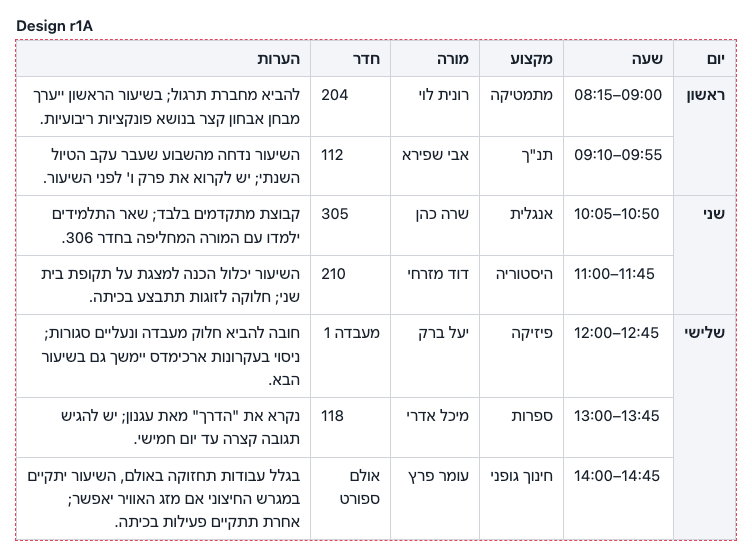 Design r1A
יום שעה מקצוע מורה חדר הערות
ראשון 08:15–09:00 מתמטיקה רונית לוי 204 להביא מחברת תרגול; בשיעור הראשון ייערך
מבחן אבחון קצר בנושא פונקציות ריבועיות.
09:10–09:55 תנ"ך אבי שפירא 112 השיעור נדחה מהשבוע שעבר עקב הטיול
השנתי; יש לקרוא את פרק ו' לפני השיעור.
שני 10:05–10:50 אנגלית שרה כהן 305 קבוצת מתקדמים בלבד; שאר התלמידים
ילמדו עם המורה המחליפה בחדר 306.
11:00–11:45 היסטוריה דוד מזרחי 210 השיעור יכלול הכנה למצגת על תקופת בית
שני; חלוקה לזוגות תתבצע בכיתה.
שלישי 12:00–12:45 פיזיקה יעל ברק מעבדה 1 חובה להביא חלוק מעבדה ונעליים סגורות;
ניסוי בעקרונות ארכימדס יימשך גם בשיעור
הבא.
13:00–13:45 ספרות מיכל אדרי 118 נקרא את "הדרך" מאת עגנון; יש להגיש
תגובה קצרה עד יום חמישי.
14:00–14:45 חינוך גופני עומר פרץ אולם בגלל עבודות תחזוקה באולם, השיעור יתקיים
ספורט במגרש החיצוני אם מזג האוויר יאפשר;
אחרת תתקיים פעילות בכיתה.